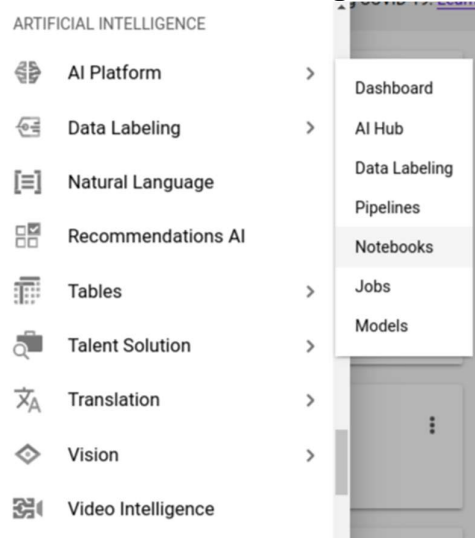 ARTIFICIAL INTELLIGENCE
AI Platform
Data Labeling
Natural Language
Recommendations AI
Tables
Talent Solution
Translation
Vision
Video Intelligence
Dashboard
AI Hub
Data Labeling
Pipelines
Notebooks
Jobs
Models